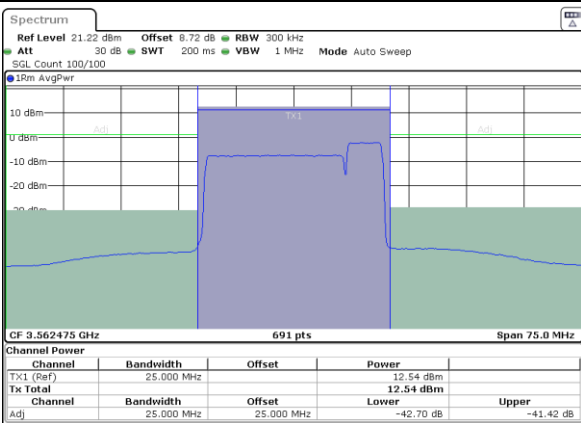 Spectrum
Ref Level 21.22 dBm Offset 8.72 dB RBW 300 kHz
Att 30 dB SWT 200 ms VBW 1 MHz Mode Auto Sweep
SGL Count 100/100
1Rm AvgPwr
10 dBm
TX1
Adj Adj
0 dBm
-10 dBm
-20 dBm
-30 dBm
CF 3.562475 GHz 691 pts Span 75.0 MHz
Channel Power
Channel Bandwidth Offset Power
TX1 (Ref) 25.000 MHz 12.54 dBm
Tx Total 12.54 dBm
Channel Bandwidth Offset Lower Upper
Adj 25.000 MHz 25.000 MHz -42.70 dB -41.42 dB